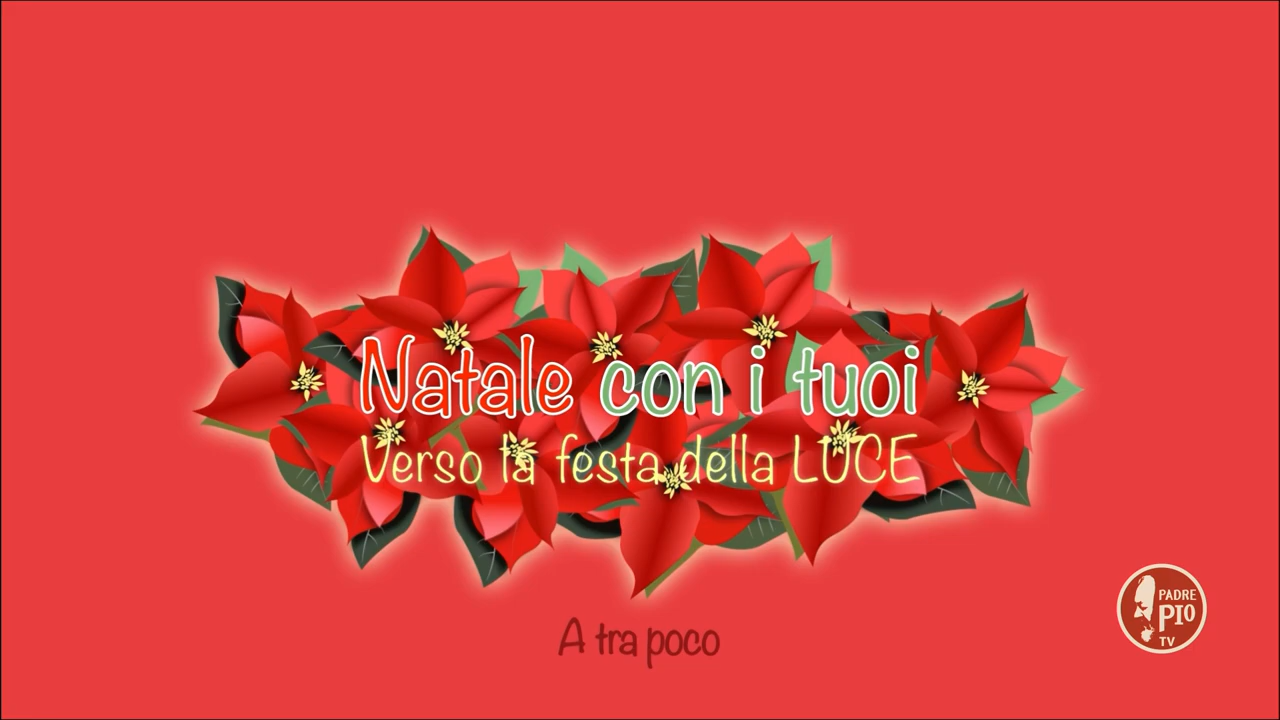 Natale con i tuoi
Verso la festa della LUCE
A tra poco
PADRE
PIO
TV